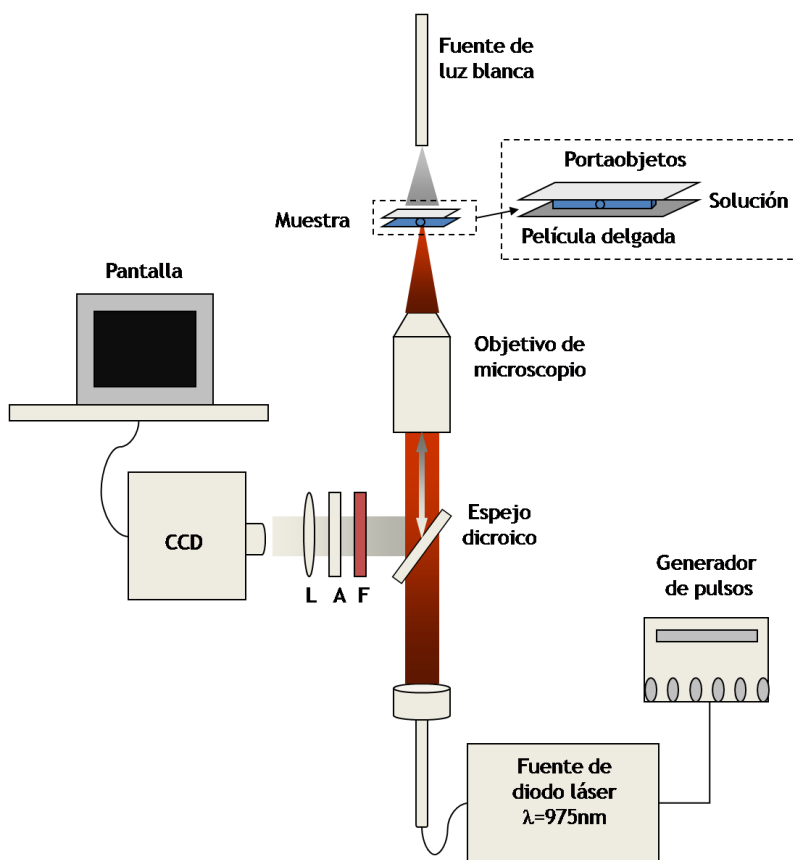 Fuente de
luz blanca
Portaobjetos
Solución
Película delgada
Muestra
Pantalla
Objetivo de
microscopio
Espejo
dicroico
CCD
L A F
Generador
de pulsos
Fuente de
diodo láser
λ=975nm